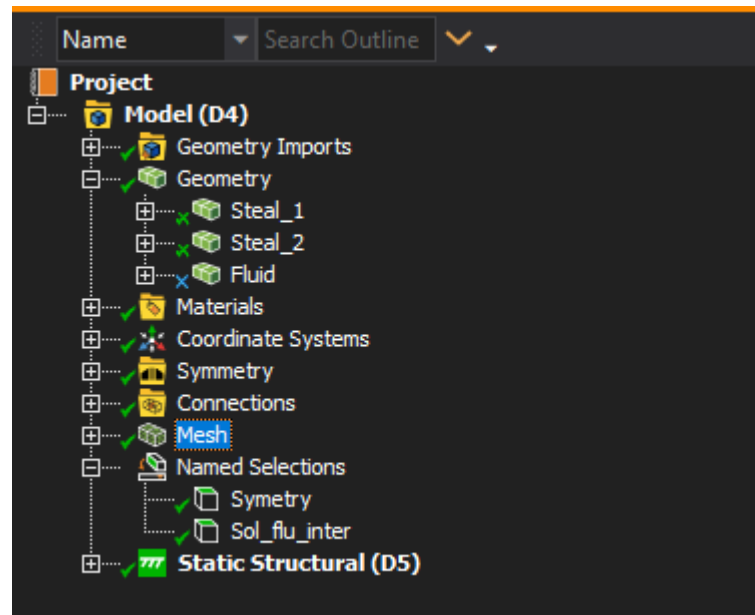 Name Search Outline
Project
Model (D4)
Geometry Imports
Geometry
Steal_1
Steal_2
Fluid
Materials
Coordinate Systems
Symmetry
Connections
Mesh
Named Selections
Symetry
Sol_flu_inter
Static Structural (D5)